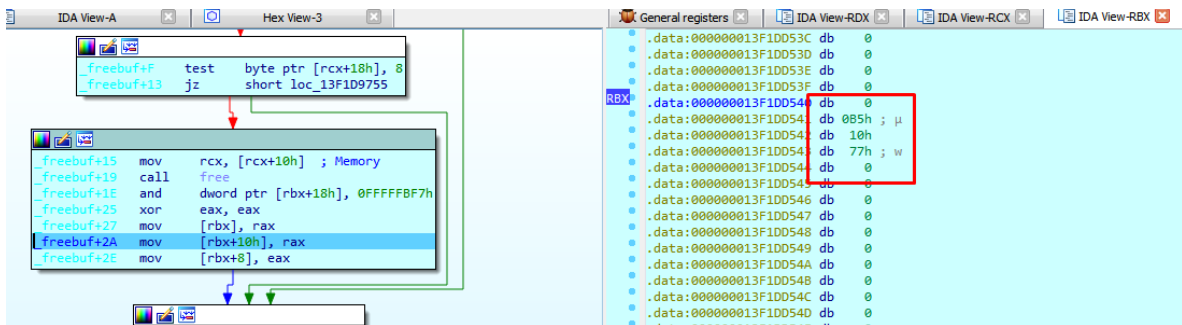 IDA View-A
Hex View-3
General registers
IDA View-RDX
IDA View-RCX
IDA View-RBX
_freebuf+F test byte ptr [rcx+18h], 8
_freebuf+13 jz short loc_13F1D9755
_freebuf+15 mov rcx, [rcx+10h] ; Memory
_freebuf+19 call free
_freebuf+1E and dword ptr [rbx+18h], 0FFFFFBF7h
_freebuf+25 xor eax, eax
_freebuf+27 mov [rbx], rax
_freebuf+2A mov [rbx+10h], rax
_freebuf+2E mov [rbx+8], eax
.data:000000013F1DD53C db 0
.data:000000013F1DD53D db 0
.data:000000013F1DD53E db 0
.data:000000013F1DD53F db 0
RBX .data:000000013F1DD540 db 0
.data:000000013F1DD541 db 0B5h ; µ
.data:000000013F1DD542 db 10h
.data:000000013F1DD543 db 77h ; w
.data:000000013F1DD544 db 0
.data:000000013F1DD545 db 0
.data:000000013F1DD546 db 0
.data:000000013F1DD547 db 0
.data:000000013F1DD548 db 0
.data:000000013F1DD549 db 0
.data:000000013F1DD54A db 0
.data:000000013F1DD54B db 0
.data:000000013F1DD54C db 0
.data:000000013F1DD54D db 0